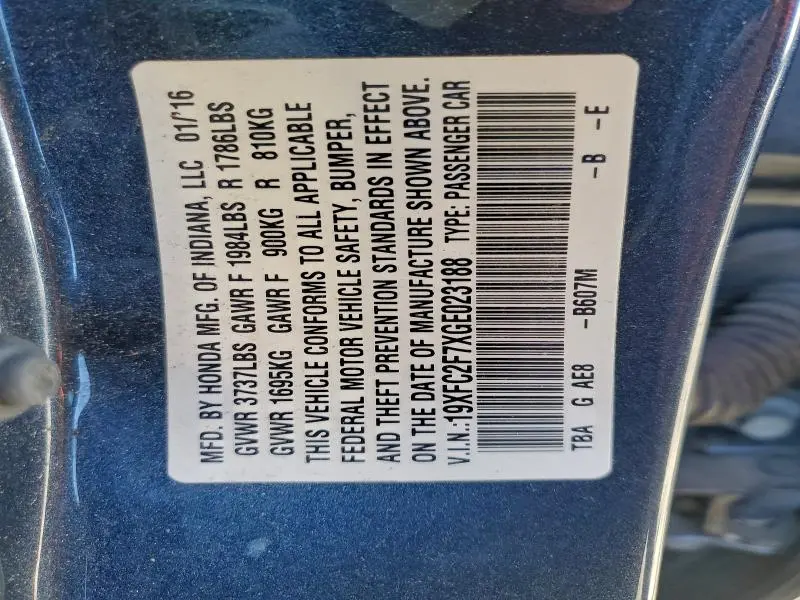 MFD. BY HONDA MFG. OF INDIANA, LLC 01/'16
GVWR 3737LBS GAWR F 1984LBS R 1786LBS
GVWR 1695KG GAWR F 900KG R 810KG
THIS VEHICLE CONFORMS TO ALL APPLICABLE
FEDERAL MOTOR VEHICLE SAFETY, BUMPER,
AND THEFT PREVENTION STANDARDS IN EFFECT
ON THE DATE OF MANUFACTURE SHOWN ABOVE.
V.I.N.:19XFC2F7XGE023188 TYPE: PASSENGER CAR
TBA G AE8 -B607M -B -E